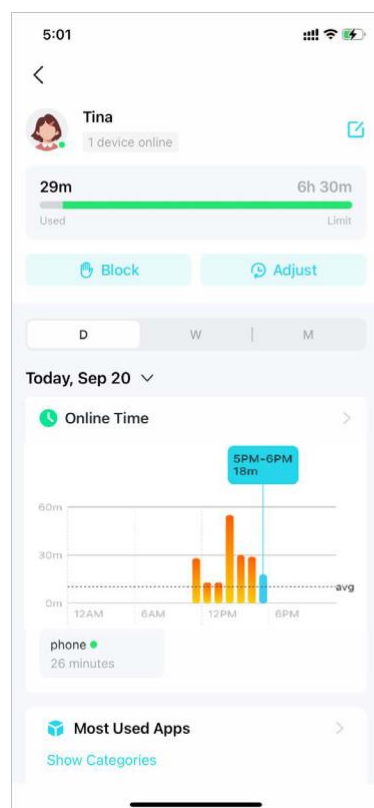 5:01
Tina
1 device online
29m
6h 30m
Used
Limit
Block
Adjust
D
W
M
Today, Sep 20
Online Time
5PM-6PM
18m
60m
30m
avg
0m
12AM
6AM
12PM
6PM
phone
26 minutes
Most Used Apps
Show Categories